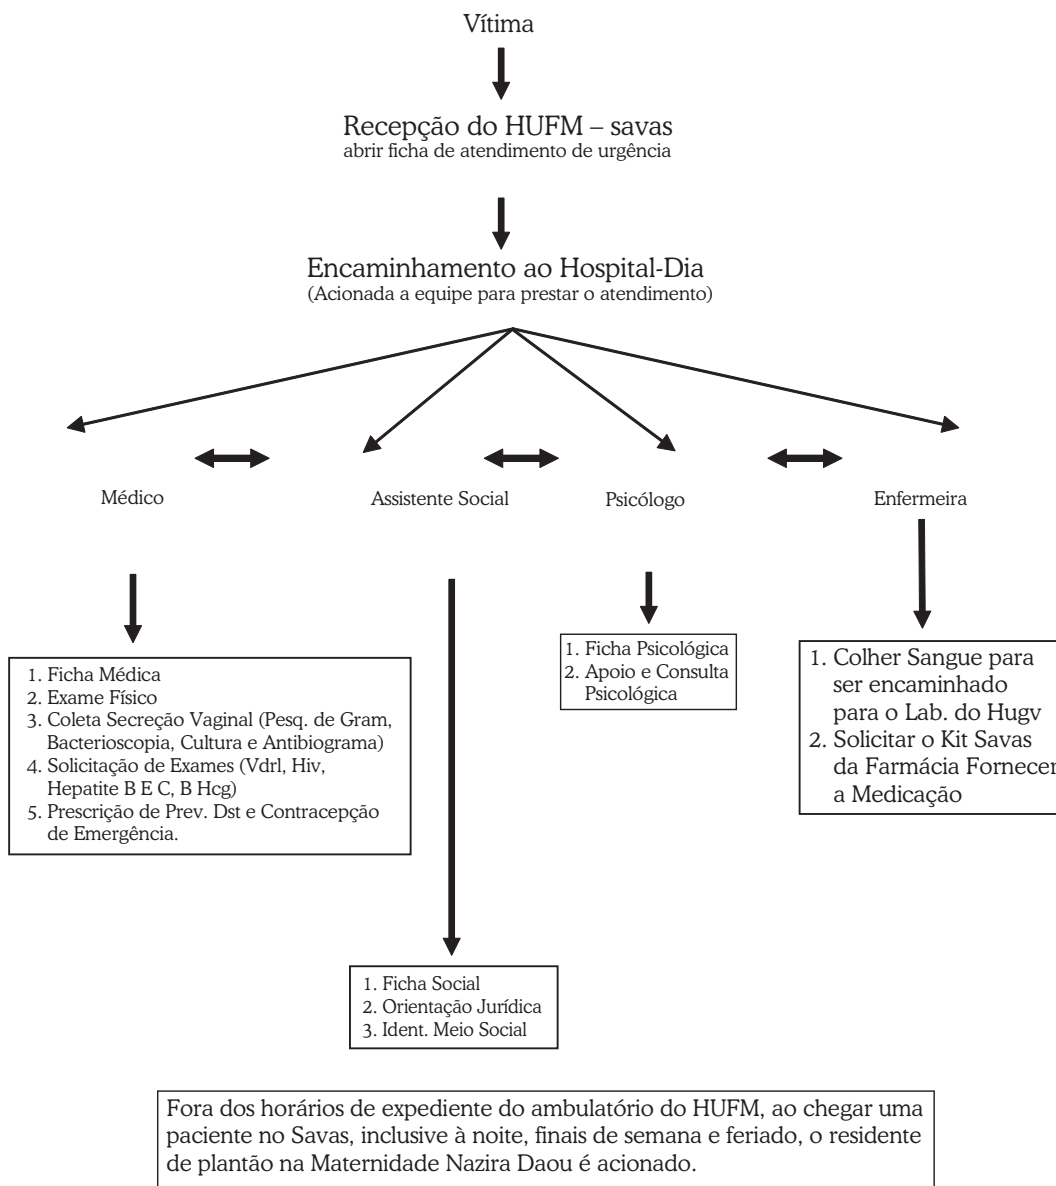 Vítima
Recepção do HUFM – savas
abrir ficha de atendimento de urgência
Encaminhamento ao Hospital-Dia
(Acionada a equipe para prestar o atendimento)
Médico
Assistente Social
Psicólogo
Enfermeira
1. Ficha Médica
2. Exame Físico
3. Coleta Secreção Vaginal (Pesq. de Gram,
Bacterioscopia, Cultura e Antibiograma)
4. Solicitação de Exames (Vdrl, Hiv,
Hepatite B E C, B Hcg)
5. Prescrição de Prev. Dst e Contracepção
de Emergência.
1. Ficha Psicológica
2. Apoio e Consulta
Psicológica
1. Colher Sangue para
ser encaminhado
para o Lab. do Hugv
2. Solicitar o Kit Savas
da Farmácia Fornecer
a Medicação
1. Ficha Social
2. Orientação Jurídica
3. Ident. Meio Social
Fora dos horários de expediente do ambulatório do HUFM, ao chegar uma
paciente no Savas, inclusive à noite, finais de semana e feriado, o residente
de plantão na Maternidade Nazira Daou é acionado.